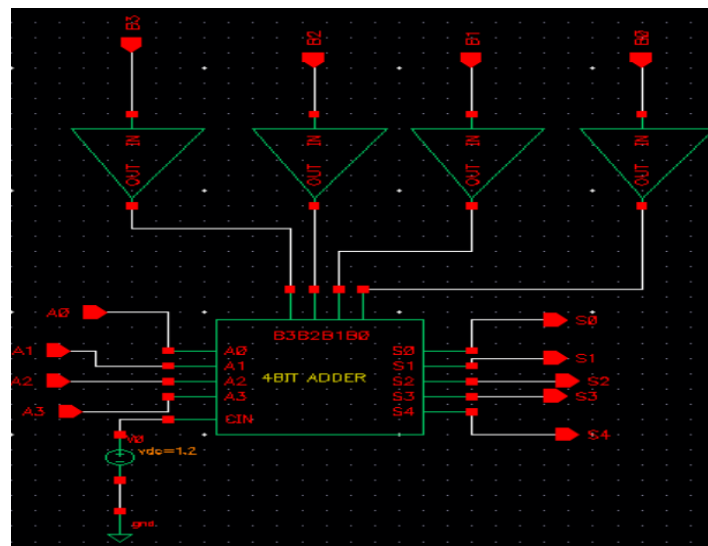 B3 B2 B1 B0
IN IN IN IN
OUT OUT OUT OUT
B3B2B1B0
A0 A0 S0 S0
A1 A1 S1 S1
A2 A2 4BIT ADDER S2 S2
A3 A3 S3 S3
CIN S4 S4
V0
vdc=1.2
gnd